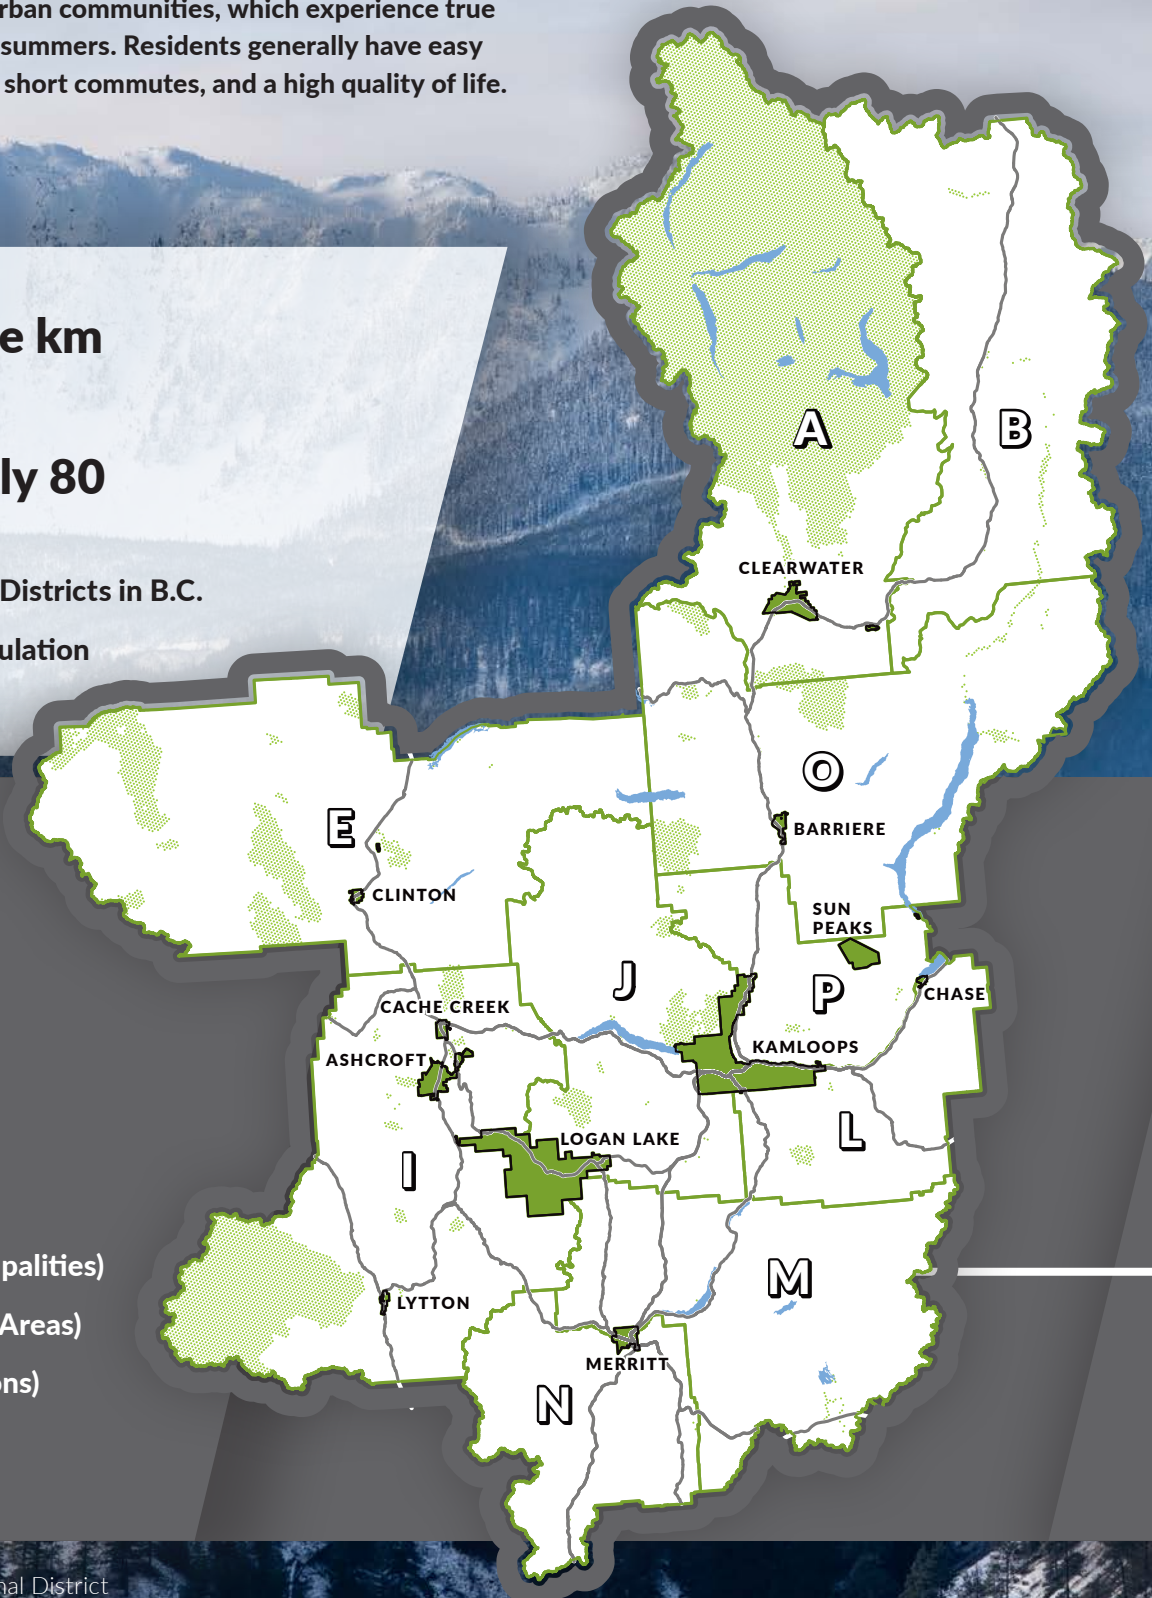 urban communities, which experience true
summers. Residents generally have easy
short commutes, and a high quality of life.
e km
ly 80
Districts in B.C.
ulation
A
B
CLEARWATER
O
E
BARRIERE
CLINTON
SUN
PEAKS
J
P
CHASE
CACHE CREEK
KAMLOOPS
ASHCROFT
L
LOGAN LAKE
I
palities)
M
LYTTON
Areas)
MERRITT
ons)
N
nal District